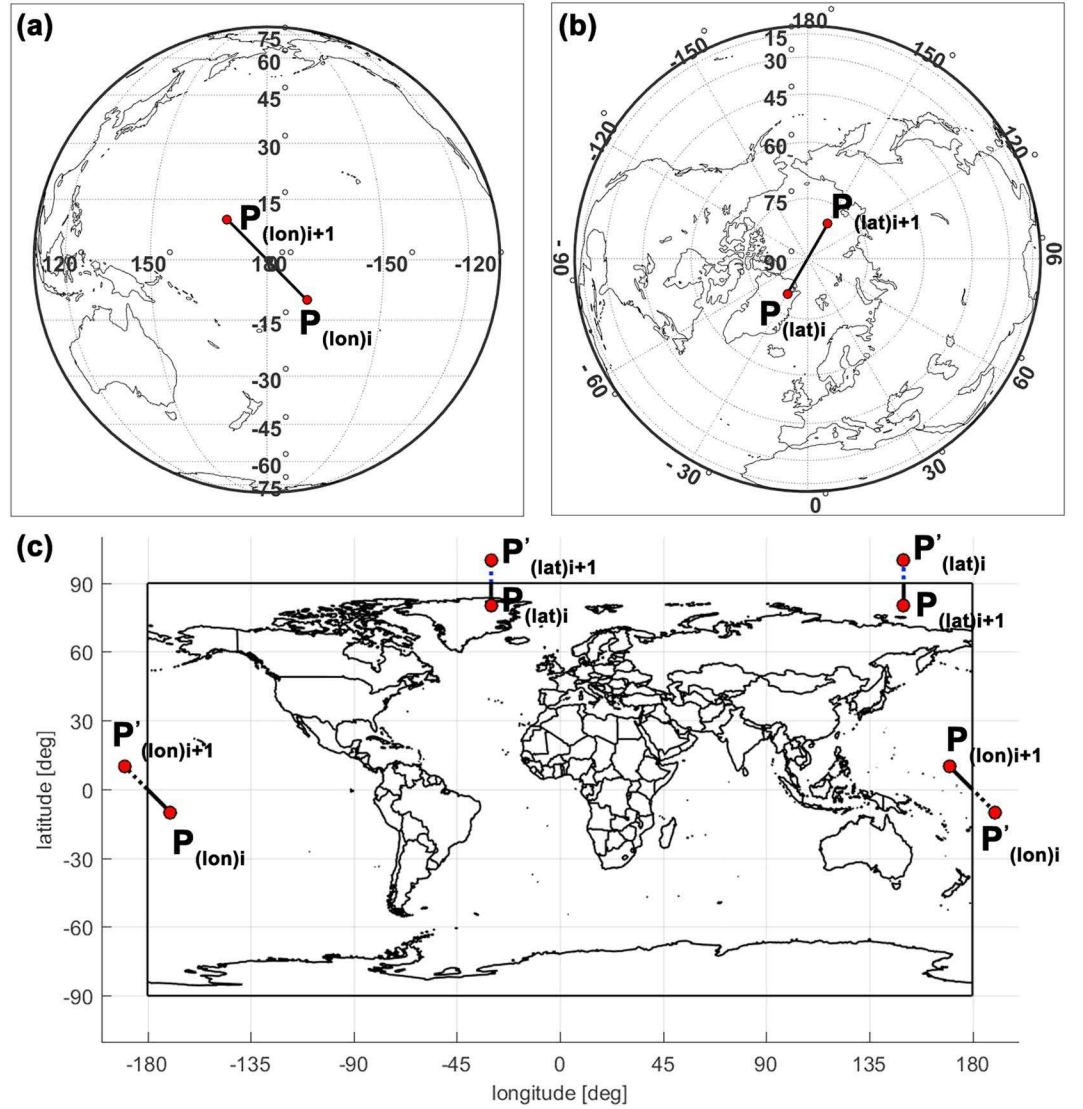 (a)
75
60
45
30
15
P(lon)i+1
120 150 180 -150 -120
P(lon)i
-15
-30
-45
-60
-75
(b)
180
-150 15 150
30
45
-120 60 120
75
P(lat)i+1
-90 90 90
P(lat)i
-60 60
-30 30
0
(c)
P’(lat)i+1 P’(lat)i
90
P(lat)i P(lat)i+1
60
30
P’(lon)i+1 P(lon)i+1
0
P(lon)i P’(lon)i
-30
-60
-90
latitude [deg]
-180 -135 -90 -45 0 45 90 135 180
longitude [deg]